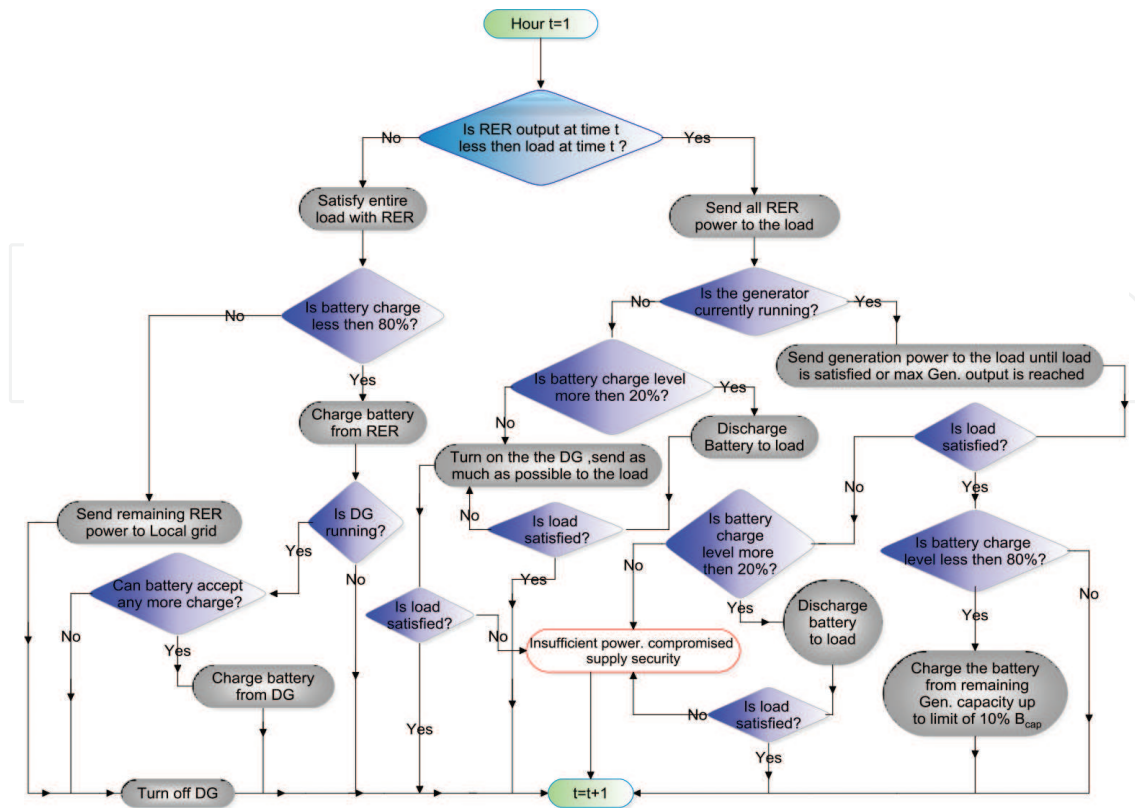 Hour t=1
Is RER output at time t
less then load at time t ?
No
Yes
Satisfy entire
load with RER
Send all RER
power to the load
Is battery charge
less then 80%?
No
Yes
Is the generator
currently running?
No
Yes
Send generation power to the load until load
is satisfied or max Gen. output is reached
Is battery charge level
more then 20%?
Yes
No
Charge battery
from RER
Discharge
Battery to load
Is load
satisfied?
No
Yes
Turn on the the DG ,send as
much as possible to the load
Send remaining RER
power to Local grid
Is DG
running?
Yes
No
Is load
satisfied?
No
Yes
Is battery
charge
level more
then 20%?
No
Yes
Is battery charge
level less then 80%?
No
Yes
Can battery accept
any more charge?
No
Yes
Is load
satisfied?
No
Yes
Discharge
battery
to load
Insufficient power. compromised
supply security
Charge battery
from DG
Charge the battery
from remaining
Gen. capacity up
to limit of 10% Bcap
Is load
satisfied?
No
Yes
Turn off DG
t=t+1